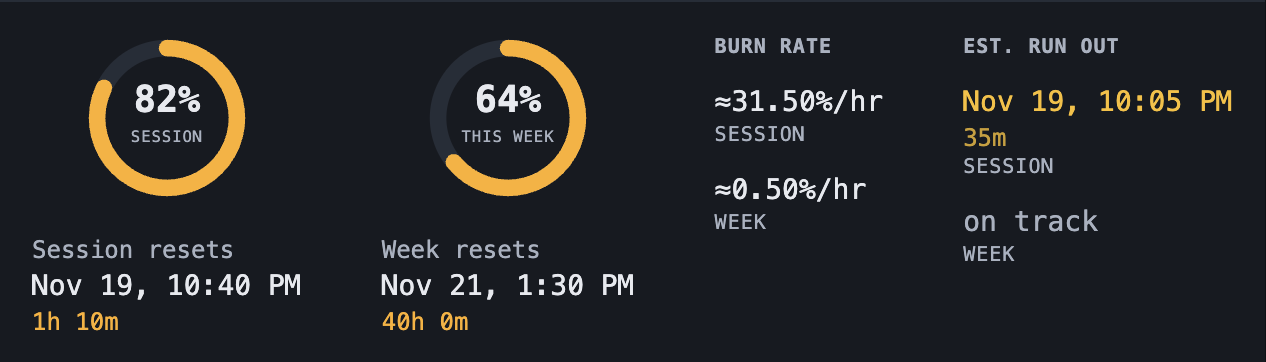 82%
SESSION
Session resets
Nov 19, 10:40 PM
1h 10m
64%
THIS WEEK
Week resets
Nov 21, 1:30 PM
40h 0m
BURN RATE
≈31.50%/hr
SESSION
≈0.50%/hr
WEEK
EST. RUN OUT
Nov 19, 10:05 PM
35m
SESSION
on track
WEEK